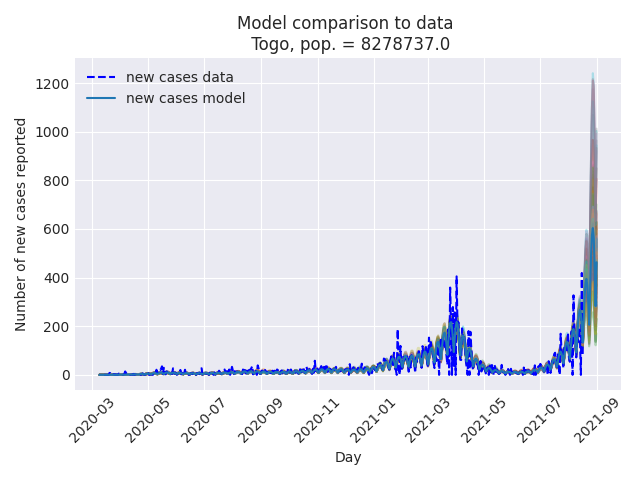 Model comparison to data
Togo, pop. = 8278737.0
new cases data
new cases model
Number of new cases reported
1200
1000
800
600
400
200
0
2020-03
2020-05
2020-07
2020-09
2020-11
2021-01
2021-03
2021-05
2021-07
2021-09
Day